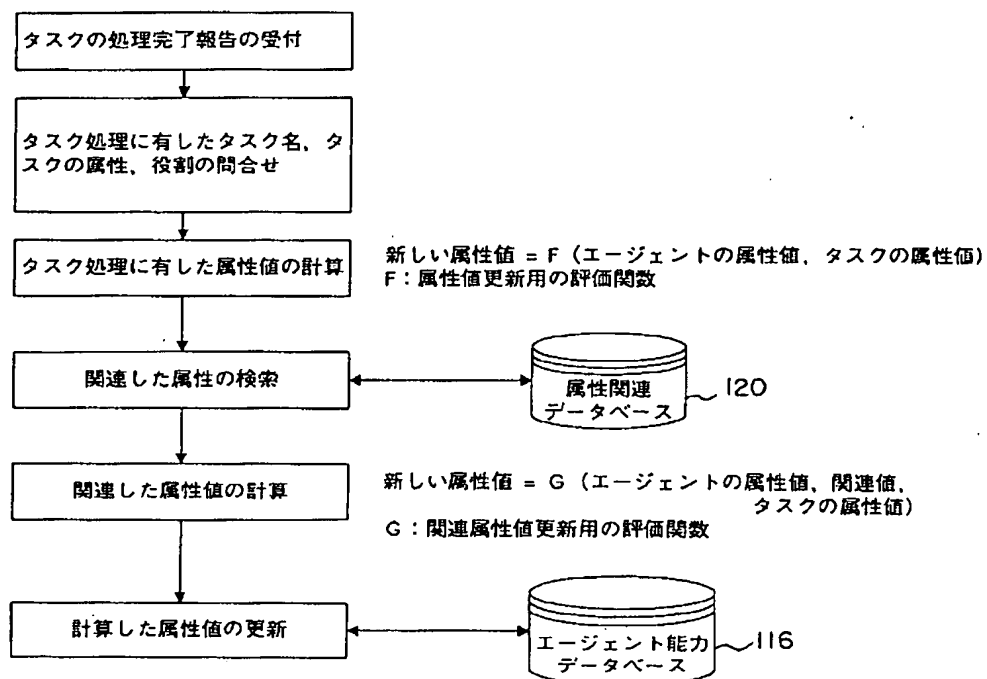 タスクの処理完了報告の受付
タスク処理に有したタスク名、タ
スクの属性、役割の問合せ
タスク処理に有した属性値の計算
新しい属性値 = F (エージェントの属性値、タスクの属性値)
F：属性値更新用の評価関数
関連した属性の検索
属性関連
データベース
120
関連した属性値の計算
新しい属性値 = G (エージェントの属性値、関連値、
タスクの属性値)
G：関連属性値更新用の評価関数
計算した属性値の更新
エージェント能力
データベース
116